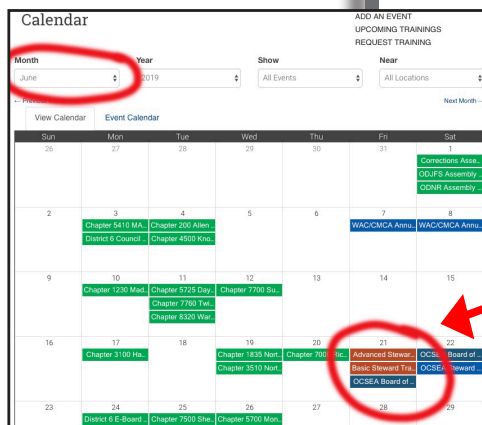 Calendar
ADD AN EVENT
UPCOMING TRAININGS
REQUEST TRAINING
Month Year Show Near
June 2019 All Events All Locations
Next Month
View Calendar Event Calendar
Sun Mon Tue Wed Thu Fri Sat
26 27 28 29 30 31 1
Corrections Asse..
ODJFS Assembly ..
ODNR Assembly ..
2 3 4 5 6 7 8
Chapter 5410 MA.. Chapter 200 Allen .. WAC/CMCA Annu.. WAC/CMCA Annu..
District 6 Council .. Chapter 4500 Kno..
9 10 11 12 13 14 15
Chapter 1230 Mad.. Chapter 5725 Day.. Chapter 7700 Su..
Chapter 7760 Twi..
Chapter 8320 War..
16 17 18 19 20 21 22
Chapter 3100 Ha.. Chapter 1835 Nort.. Chapter 700 Ric.. Advanced Stewar.. OCSEA Board of ..
Chapter 3510 Nort.. Basic Steward Tra.. OCSEA Steward ..
OCSEA Board of ..
23 24 25 26 27 28 29
District 6 E-Board .. Chapter 7500 She.. Chapter 5700 Mon..